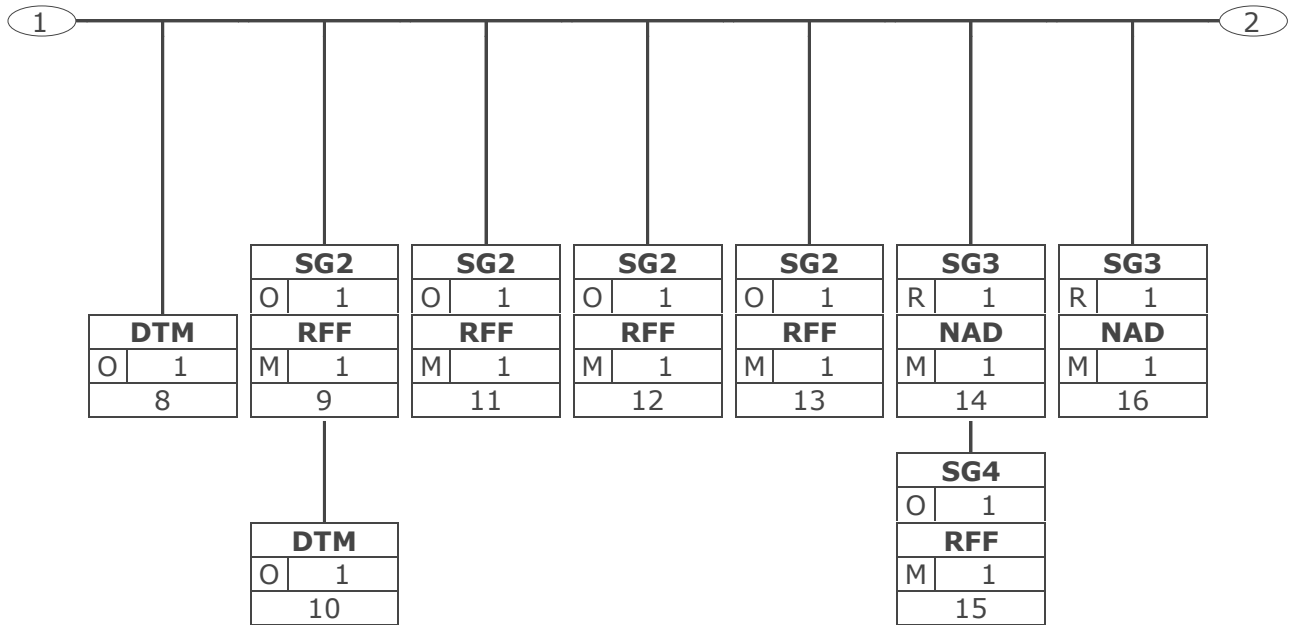 1 2
SG2 SG2 SG2 SG2 SG3 SG3
O 1 O 1 O 1 O 1 R 1 R 1
DTM RFF RFF RFF RFF NAD NAD
O 1 M 1 M 1 M 1 M 1 M 1 M 1
8 9 11 12 13 14 16
SG4
O 1
DTM RFF
O 1 M 1
10 15